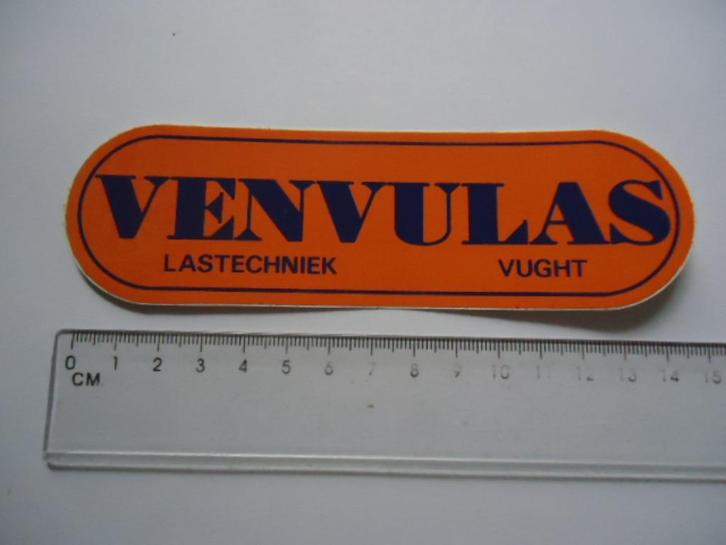 VENVULAS
LASTECHNIEK VUGHT
0 1 2 3 4 5 6 7 8 9 10 11 12 13 14 15
CM